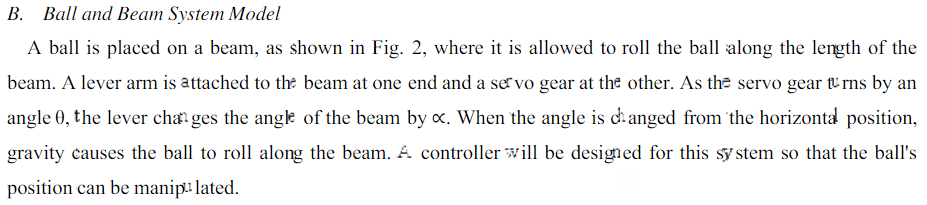 B. Ball and Beam System Model
A ball is placed on a beam, as shown in Fig. 2, where it is allowed to roll the ball along the length of the
beam. A lever arm is attached to the beam at one end and a servo gear at the other. As the servo gear turns by an
angle θ, the lever changes the angle of the beam by ∝. When the angle is changed from the horizontal position,
gravity causes the ball to roll along the beam. A controller will be designed for this system so that the ball's
position can be manipulated.